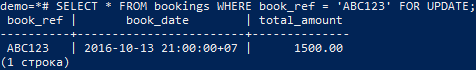 demo=*# SELECT * FROM bookings WHERE book_ref = 'ABC123' FOR UPDATE;
 book_ref |       book_date        | total_amount
----------+------------------------+--------------
 ABC123   | 2016-10-13 21:00:00+07 |      1500.00
(1 строка)